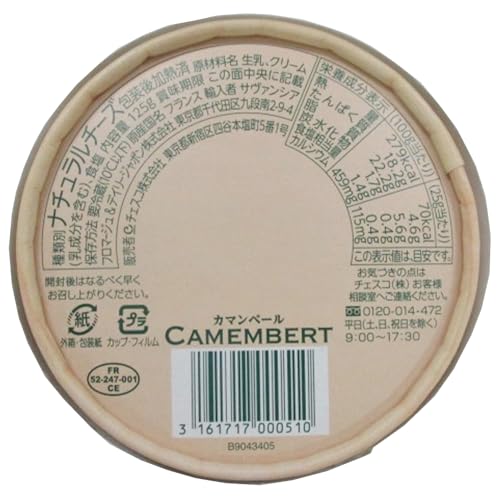 種類別 ナチュラルチーズ 包装後加熱済 原材料名 生乳、クリーム
(乳成分を含む)、食塩 内容量 125g 賞味期限 この面中央に記載
保存方法 要冷蔵(10℃以下) 原産国名 フランス 輸入者 サヴァンシア
フロマージュ&デイリージャポン株式会社 東京都千代田区九段南2-9-4
販売者 チェスコ株式会社 東京都新宿区四谷本塩町5番1号
栄養成分表示 (100g当たり) (25g当たり)
熱量 279kcal 70kcal
たんぱく質 18.2g 4.6g
脂質 22.2g 5.6g
炭水化物 1.7g 0.4g
食塩相当量 1.4g 0.4g
カルシウム 459mg 115mg
この表示値は、目安です。
お気づきの点は
チェスコ(株)お客様
相談室へご連絡ください。
0120-014-472
平日(土、日、祝日を除く)
9:00〜17:30
開封後はなるべく早く
お召し上がりください。
紙 プラ
外箱・包装紙 カップ・フィルム
カマンベール
CAMEMBERT
FR
52-247-001
CE
3 161717 000510
B9043405